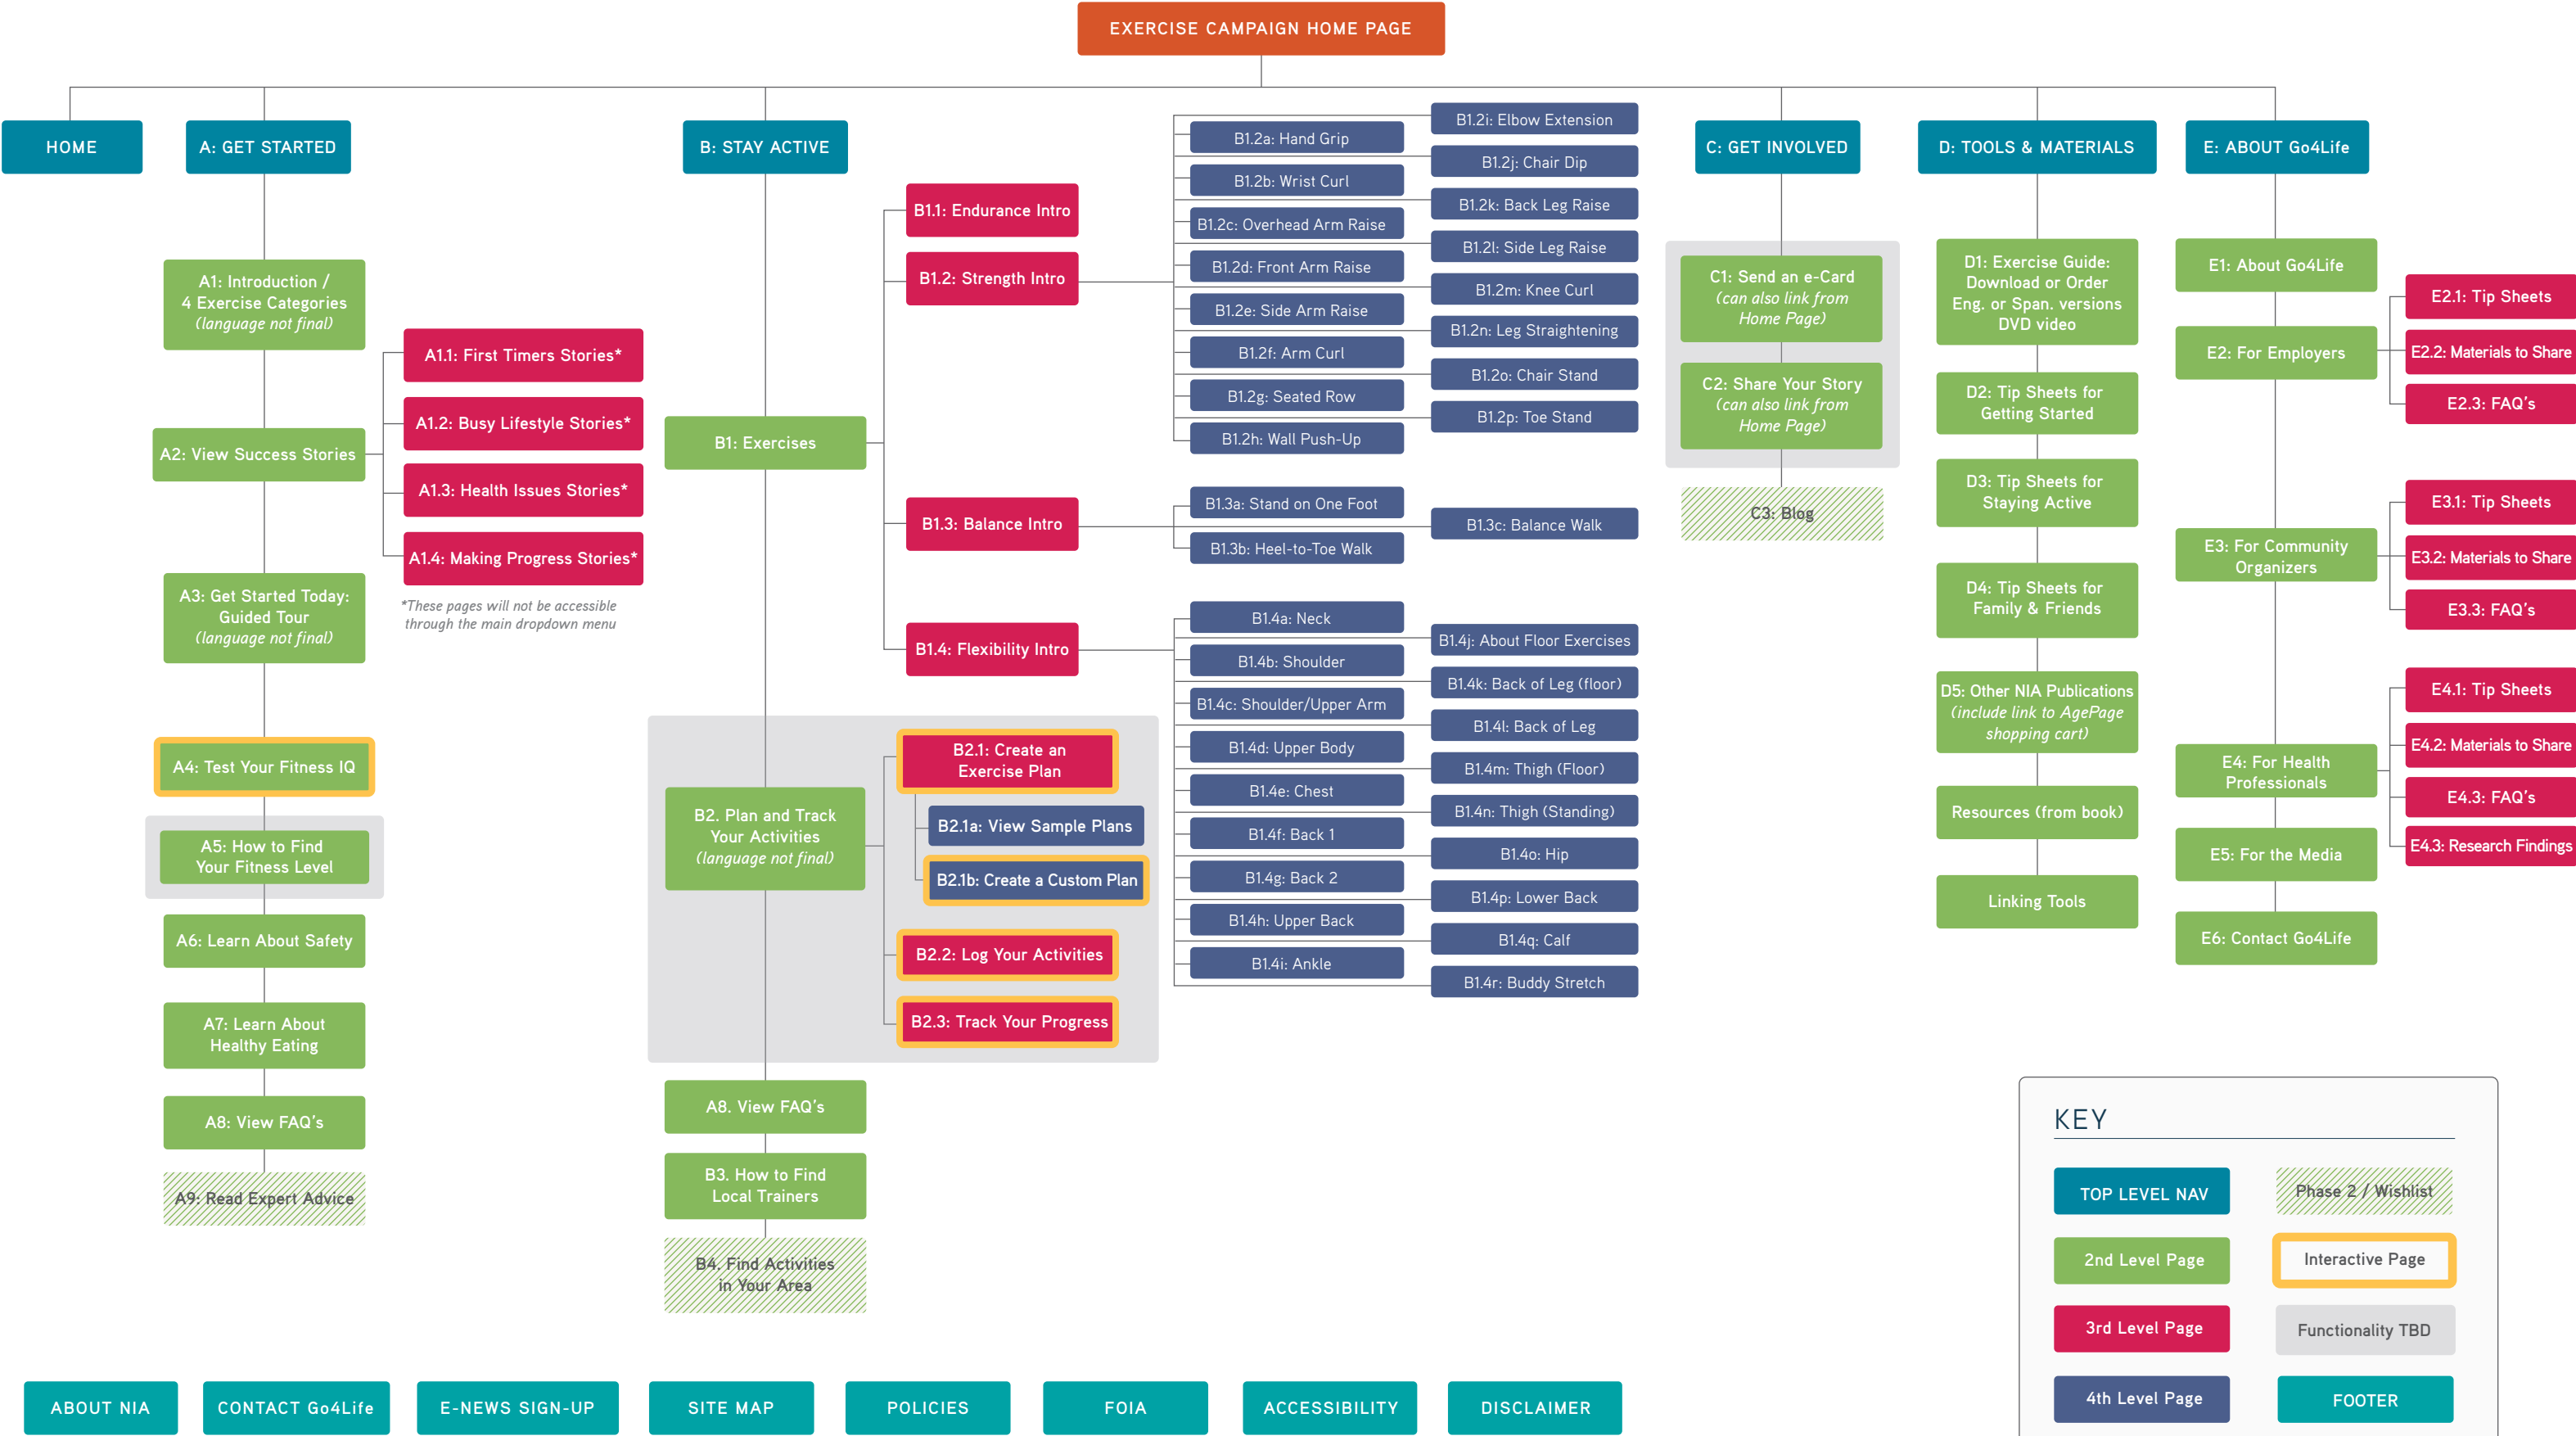 EXERCISE CAMPAIGN HOME PAGE
HOME
A: GET STARTED
A1: Introduction /
4 Exercise Categories
(language not final)
A2: View Success Stories
A1.1: First Timers Stories*
A1.2: Busy Lifestyle Stories*
A1.3: Health Issues Stories*
A1.4: Making Progress Stories*
*These pages will not be accessible
through the main dropdown menu
A3: Get Started Today:
Guided Tour
(language not final)
A4: Test Your Fitness IQ
A5: How to Find
Your Fitness Level
A6: Learn About Safety
A7: Learn About
Healthy Eating
A8: View FAQ's
A9: Read Expert Advice
B: STAY ACTIVE
B1: Exercises
B1.1: Endurance Intro
B1.2: Strength Intro
B1.2a: Hand Grip
B1.2b: Wrist Curl
B1.2c: Overhead Arm Raise
B1.2d: Front Arm Raise
B1.2e: Side Arm Raise
B1.2f: Arm Curl
B1.2g: Seated Row
B1.2h: Wall Push-Up
B1.2i: Elbow Extension
B1.2j: Chair Dip
B1.2k: Back Leg Raise
B1.2l: Side Leg Raise
B1.2m: Knee Curl
B1.2n: Leg Straightening
B1.2o: Chair Stand
B1.2p: Toe Stand
B1.3: Balance Intro
B1.3a: Stand on One Foot
B1.3b: Heel-to-Toe Walk
B1.3c: Balance Walk
B1.4: Flexibility Intro
B1.4a: Neck
B1.4b: Shoulder
B1.4c: Shoulder/Upper Arm
B1.4d: Upper Body
B1.4e: Chest
B1.4f: Back 1
B1.4g: Back 2
B1.4h: Upper Back
B1.4i: Ankle
B1.4j: About Floor Exercises
B1.4k: Back of Leg (floor)
B1.4l: Back of Leg
B1.4m: Thigh (Floor)
B1.4n: Thigh (Standing)
B1.4o: Hip
B1.4p: Lower Back
B1.4q: Calf
B1.4r: Buddy Stretch
B2. Plan and Track
Your Activities
(language not final)
B2.1: Create an
Exercise Plan
B2.1a: View Sample Plans
B2.1b: Create a Custom Plan
B2.2: Log Your Activities
B2.3: Track Your Progress
A8. View FAQ's
B3. How to Find
Local Trainers
B4. Find Activities
in Your Area
C: GET INVOLVED
C1: Send an e-Card
(can also link from
Home Page)
C2: Share Your Story
(can also link from
Home Page)
C3: Blog
D: TOOLS & MATERIALS
D1: Exercise Guide:
Download or Order
Eng. or Span. versions
DVD video
D2: Tip Sheets for
Getting Started
D3: Tip Sheets for
Staying Active
D4: Tip Sheets for
Family & Friends
D5: Other NIA Publications
(include link to AgePage
shopping cart)
Resources (from book)
Linking Tools
E: ABOUT Go4Life
E1: About Go4Life
E2: For Employers
E2.1: Tip Sheets
E2.2: Materials to Share
E2.3: FAQ's
E3: For Community
Organizers
E3.1: Tip Sheets
E3.2: Materials to Share
E3.3: FAQ's
E4: For Health
Professionals
E4.1: Tip Sheets
E4.2: Materials to Share
E4.3: FAQ's
E4.3: Research Findings
E5: For the Media
E6: Contact Go4Life
KEY
TOP LEVEL NAV
2nd Level Page
3rd Level Page
4th Level Page
Phase 2 / Wishlist
Interactive Page
Functionality TBD
FOOTER
ABOUT NIA
CONTACT Go4Life
E-NEWS SIGN-UP
SITE MAP
POLICIES
FOIA
ACCESSIBILITY
DISCLAIMER